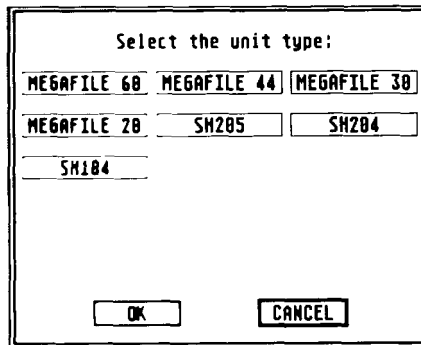 Select the unit type:
MEGAFILE 60 MEGAFILE 44 MEGAFILE 30
MEGAFILE 20 SH205 SH204
SH104
OK CANCEL